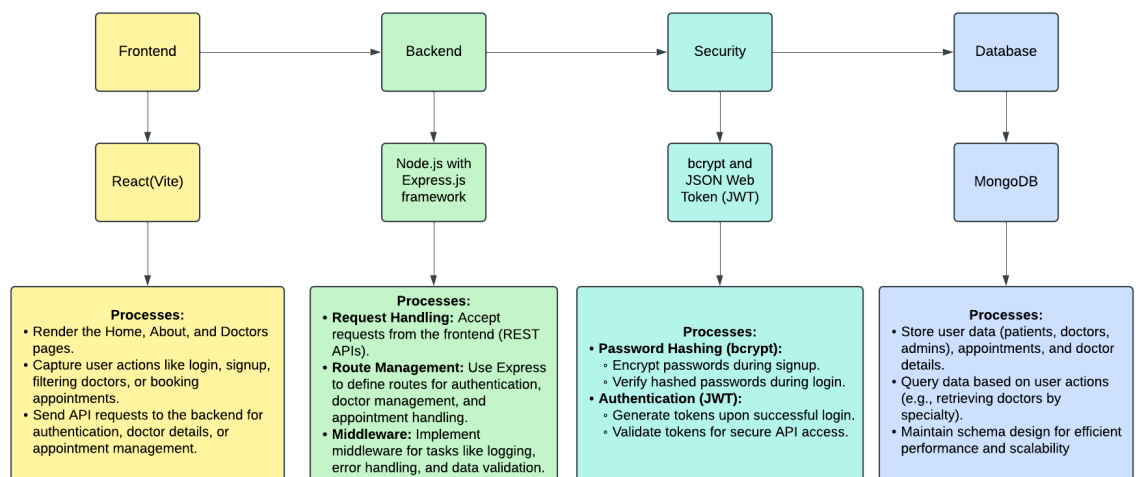 Frontend
Backend
Security
Database
React(Vite)
Node.js with
Express.js
framework
bcrypt and
JSON Web
Token (JWT)
MongoDB
Processes:
• Render the Home, About, and Doctors
pages.
• Capture user actions like login, signup,
filtering doctors, or booking
appointments.
• Send API requests to the backend for
authentication, doctor details, or
appointment management.
Processes:
• Request Handling: Accept
requests from the frontend (REST
APIs).
• Route Management: Use Express
to define routes for authentication,
doctor management, and
appointment handling.
• Middleware: Implement
middleware for tasks like logging,
error handling, and data validation.
Processes:
• Password Hashing (bcrypt):
◦ Encrypt passwords during signup.
◦ Verify hashed passwords during login.
• Authentication (JWT):
◦ Generate tokens upon successful login.
◦ Validate tokens for secure API access.
Processes:
• Store user data (patients, doctors,
admins), appointments, and doctor
details.
• Query data based on user actions
(e.g., retrieving doctors by
specialty).
• Maintain schema design for efficient
performance and scalability